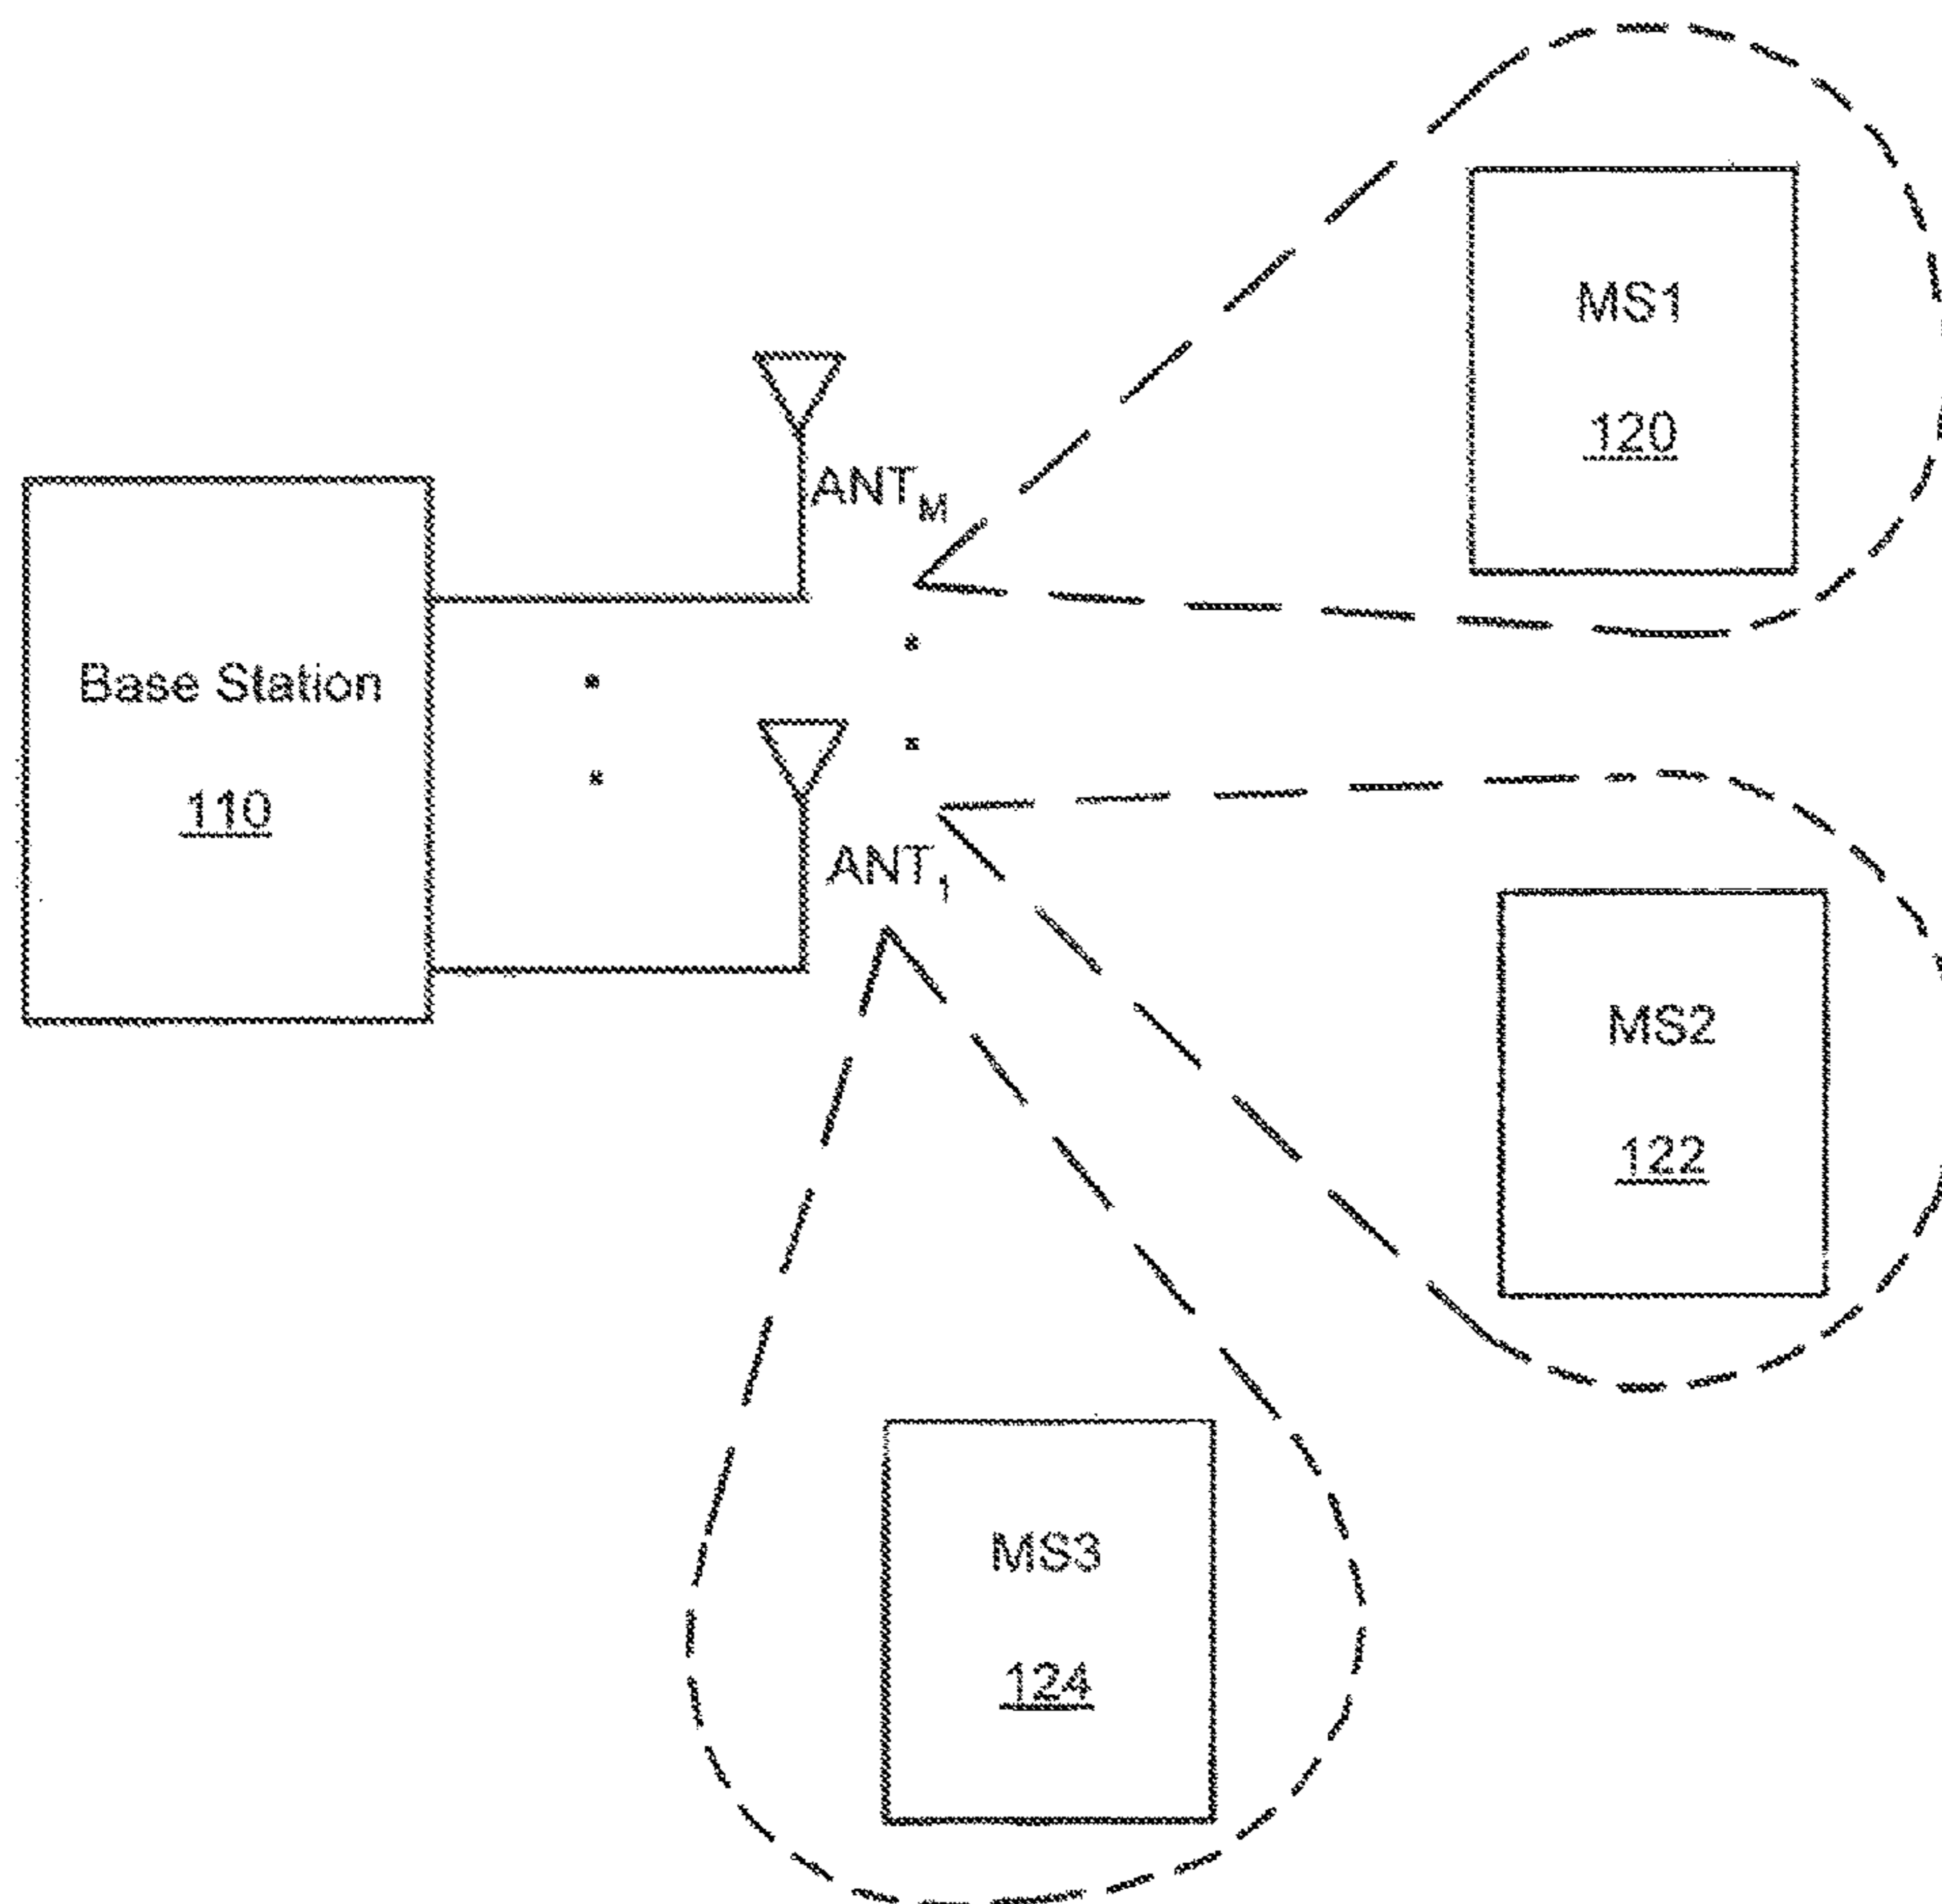 MS1
120
ANT_M
Base Station
110
ANT_1
MS2
122
MS3
124